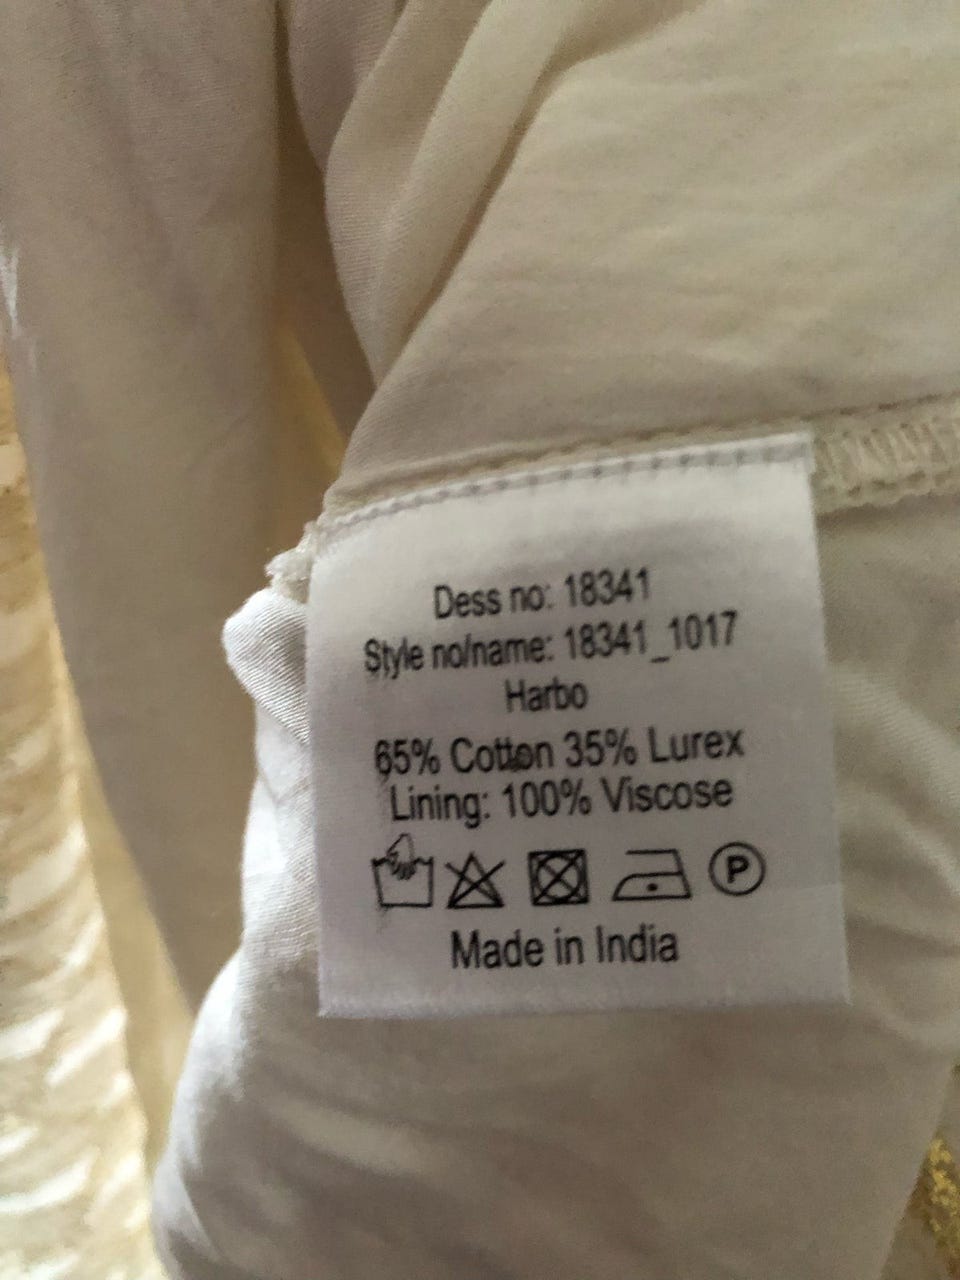 Dess no: 18341
Style no/name: 18341_1017
Harbo
65% Cotton 35% Lurex
Lining: 100% Viscose
P
Made in India